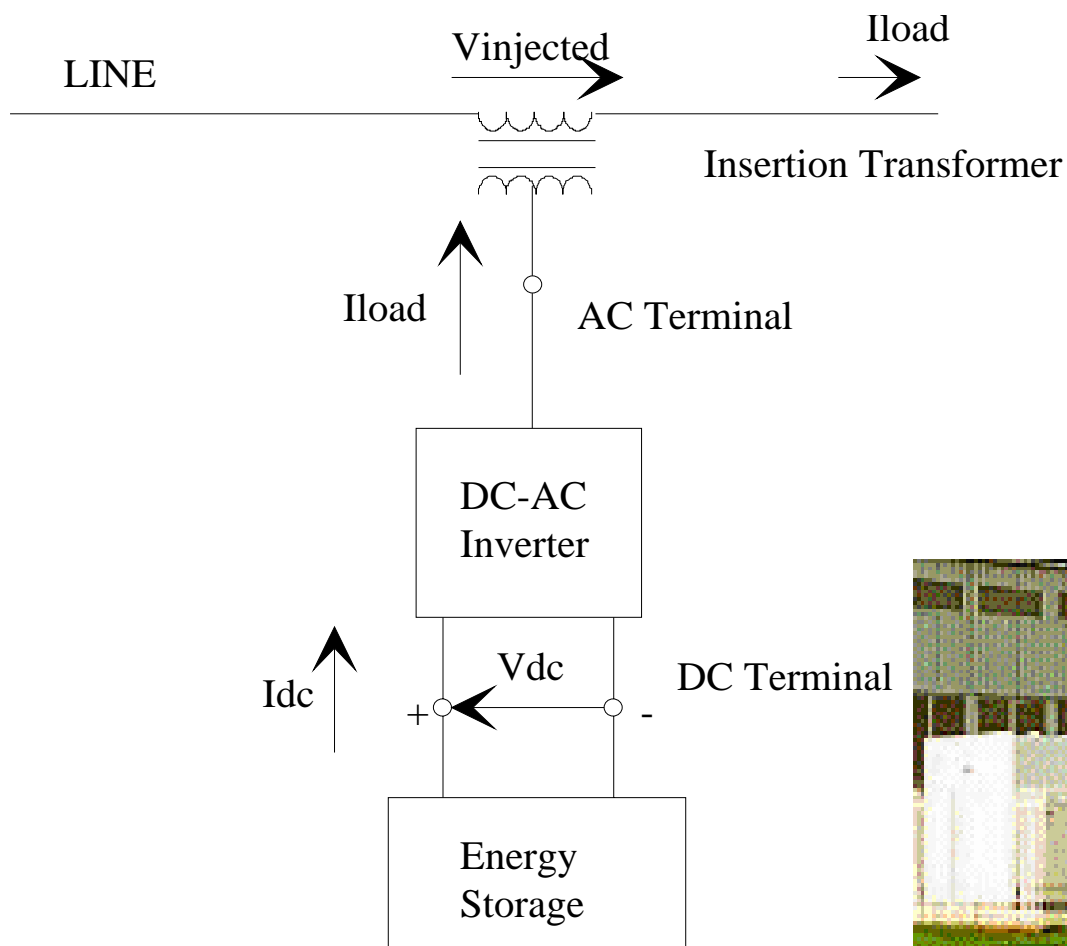 Iload
Vinjected
LINE
Insertion Transformer
Iload
AC Terminal
DC-AC
Inverter
Vdc
DC Terminal
Idc
+
-
Energy
Storage